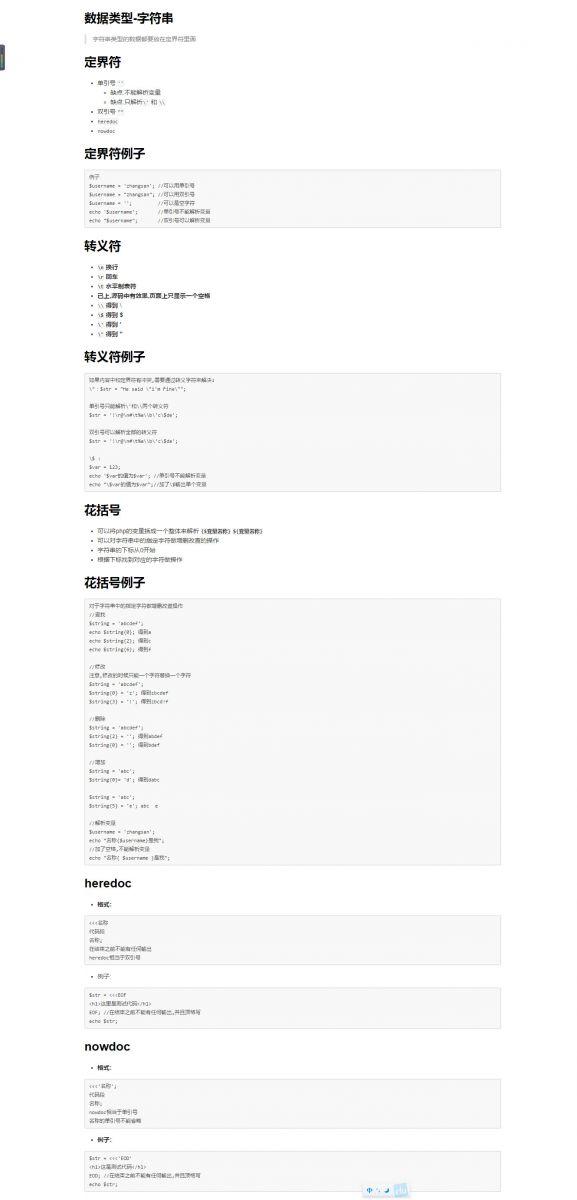 数据类型-字符串
字符串类型的数据都要放在定界符里面
定界符
单引号 ''
缺点:不能解析变量
缺点:只解析\' 和 \\
双引号 ""
heredoc
nowdoc
定界符例子
例子
$username = 'zhangsan'; //可以用单引号
$username = "zhangsan"; //可以用双引号
$username = ''; //可以是空字符
echo '$username'; //单引号不能解析变量
echo "$username"; //双引号可以解析变量
转义符
\n 换行
\r 回车
\t 水平制表符
已上,源码中有效果,页面上只显示一个空格
\\ 得到 \
\$ 得到 $
\' 得到 '
\" 得到 "
转义符例子
如果内容中和定界符有冲突,需要通过转义字符来解决:
\" : $str = "He said \"i'm fine\"";
单引号只能解析\'和\\两个转义符
双引号可以解析全部的转义符
\$ :
$var = 123;
echo '$var的值为$var'; //单引号不能解析变量
echo "\$var的值为$var";//加了\$输出单个变量
花括号
可以将php的变量括成一个整体来解析 {$变量名称} ${变量名称}
可以对字符串中的指定字符做增删改查的操作
字符串的下标从0开始
根据下标找到对应的字符做操作
花括号例子
对于字符串中的指定字符做增删改查操作
//查找
$string = 'abcdef';
echo $string{0}; 得到a
echo $string{2}; 得到c
echo $string{6}; 得到f
//修改
注意,修改的时候只能一个字符替换一个字符
$string = 'abcdef';
$string{0} = 'z'; 得到zbcdef
$string{3} = '!'; 得到zbcd!f
//删除
$string = 'abcdef';
$string{2} = ''; 得到abdef
$string{0} = ''; 得到bdef
//增加
$string = 'abc';
$string{0}= 'd'; 得到dabc
$string = 'abc';
$string{5} = 'e'; abc  e
//解析变量
$username = 'zhangsan';
echo "名称{$username}是我";
//加了空格,不能解析变量
echo "名称{ $username }是我";
heredoc
格式:
<<<名称
代码段
名称;
在结束之前不能有任何输出
heredoc相当于双引号
例子:
$str = <<<EOF
<h1>这里是测试代码</h1>
EOF; //在结束之前不能有任何输出,并且顶格写
echo $str;
nowdoc
格式:
<<<'名称';
代码段
名称;
nowdoc相当于单引号
名称的单引号不能省略
例子:
$str = <<<'EOD'
<h1>这是测试代码</h1>
EOD; //在结束之前不能有任何输出,并且顶格写
echo $str;
中